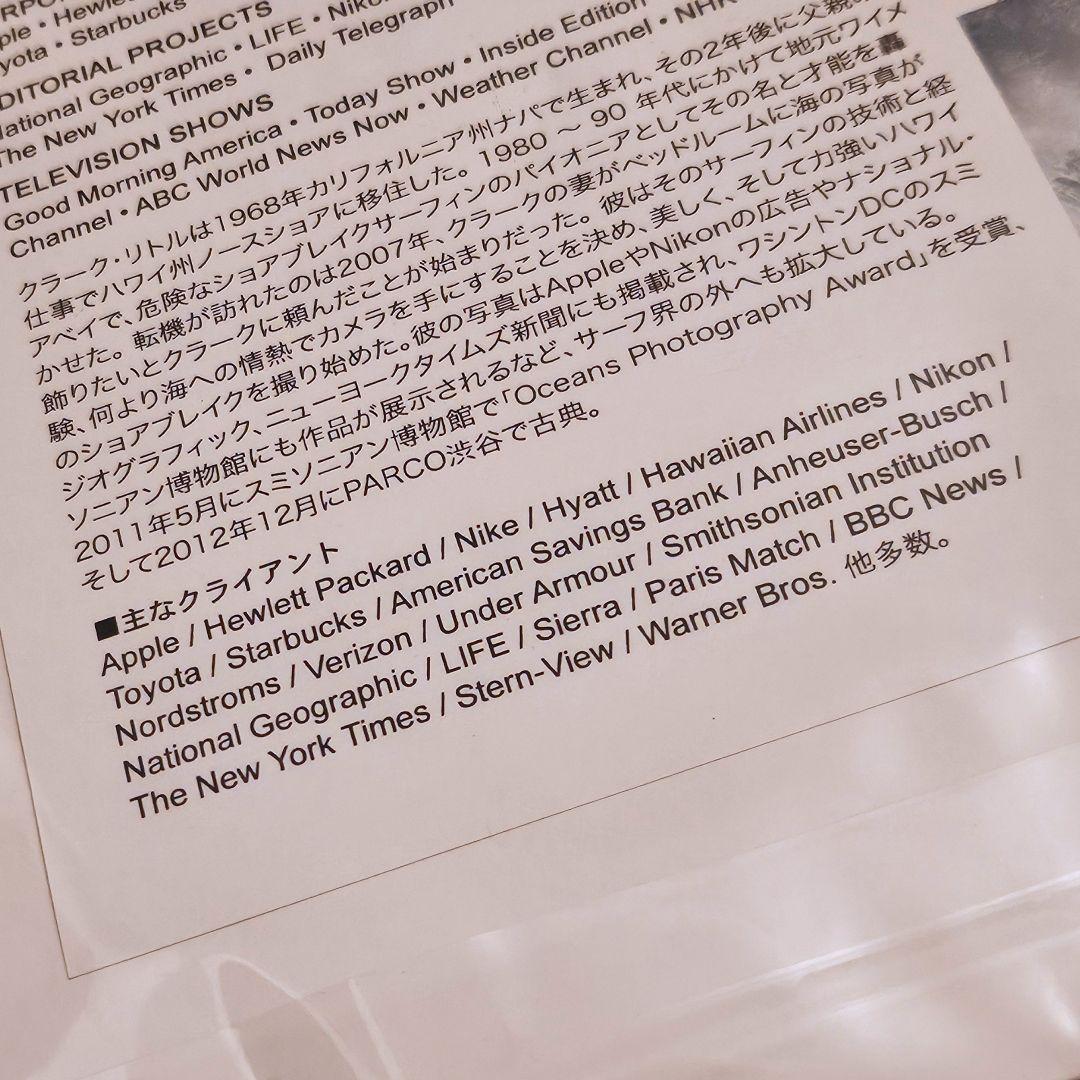 ple • Hewlett
yota • Starbucks
DITORIAL PROJECTS
National Geographic • LIFE • Niko
The New York Times • Daily Telegraph
TELEVISION SHOWS
Good Morning America • Today Show • Inside Edition
Channel • ABC World News Now • Weather Channel • NHK
クラーク・リトルは1968年カリフォルニア州ナパで生まれ、その2年後に父親
仕事でハワイ州ノースショアに移住した。1980 ～ 90 年代にかけて地元ワイメ
アベイで、危険なショアブレイクサーフィンのパイオニアとしてその名と才能を轟
かせた。転機が訪れたのは2007年、クラークの妻がベッドルームに海の写真が
飾りたいとクラークに頼んだことが始まりだった。彼はそのサーフィンの技術と経
験、何より海への情熱でカメラを手にすることを決め、美しく、そして力強いハワイ
のショアブレイクを撮り始めた。彼の写真はAppleやNikonの広告やナショナル・
ジオグラフィック、ニューヨークタイムズ新聞にも掲載され、ワシントンDCのスミ
ソニアン博物館にも作品が展示されるなど、サーフ界の外へも拡大している。
2011年5月にスミソニアン博物館で「Oceans Photography Award」を受賞、
そして2012年12月にPARCO渋谷で古典。
■主なクライアント
Apple / Hewlett Packard / Nike / Hyatt / Hawaiian Airlines / Nikon /
Toyota / Starbucks / American Savings Bank / Anheuser-Busch /
Nordstroms / Verizon / Under Armour / Smithsonian Institution
National Geographic / LIFE / Sierra / Paris Match / BBC News /
The New York Times / Stern-View / Warner Bros. 他多数。